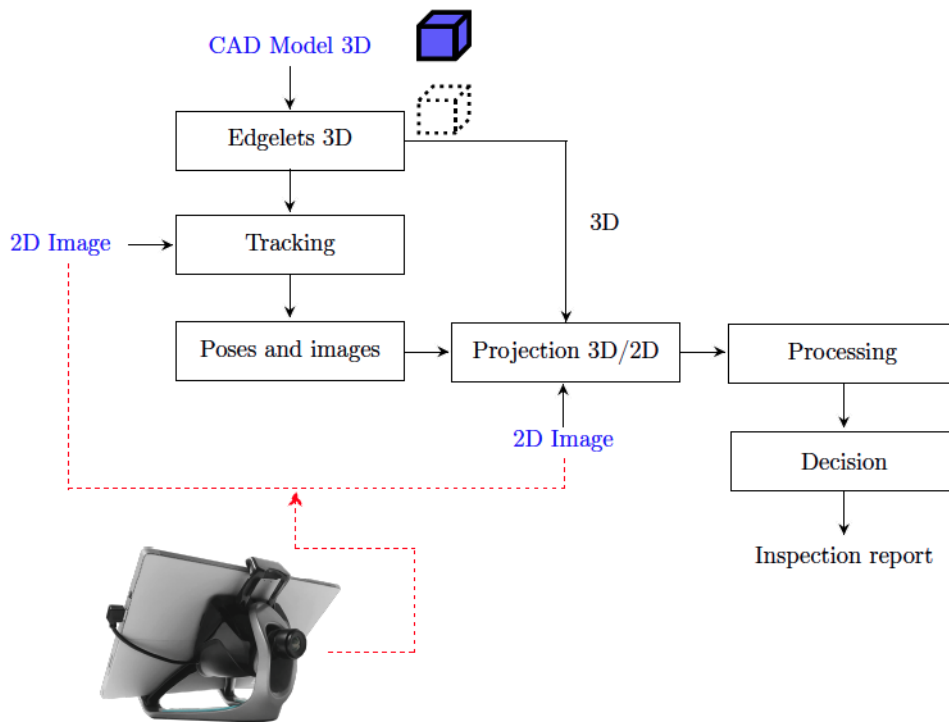 CAD Model 3D
Edgelets 3D
3D
2D Image
Tracking
Poses and images
Projection 3D/2D
Processing
2D Image
Decision
Inspection report